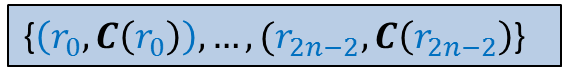 {(r₀, C(r₀)), ..., (r₂ₙ₋₂, C(r₂ₙ₋₂)}